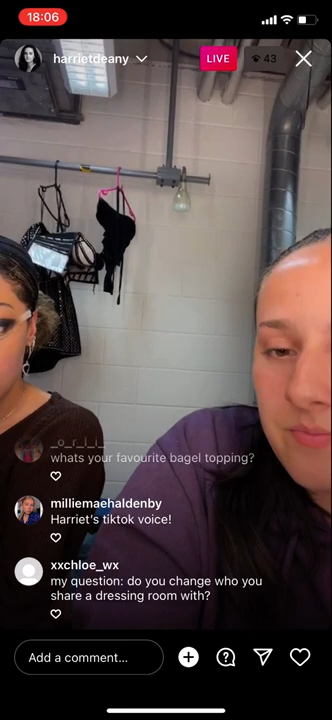 18:06
harrietdeany
LIVE
43
_o_r_l_i_
whats your favourite bagel topping?
milliemaehaldenby
Harriet's tiktok voice!
xxchloe_wx
my question: do you change who you
share a dressing room with?
Add a comment...